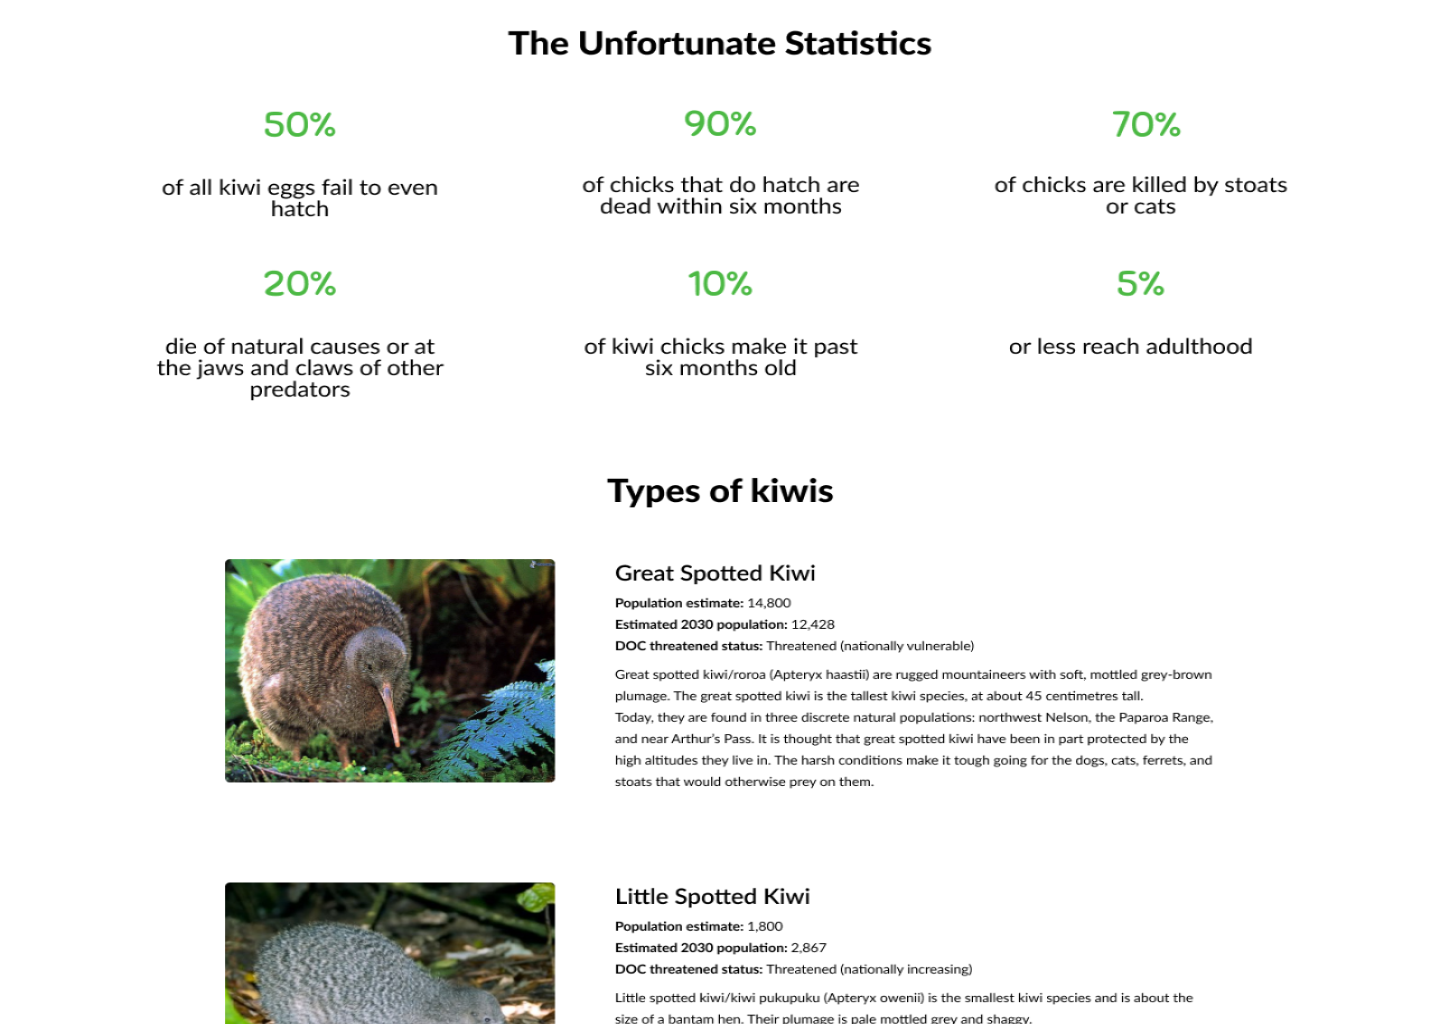 The Unfortunate Statistics
50%
of all kiwi eggs fail to even
hatch
90%
of chicks that do hatch are
dead within six months
70%
of chicks are killed by stoats
or cats
20%
die of natural causes or at
the jaws and claws of other
predators
10%
of kiwi chicks make it past
six months old
5%
or less reach adulthood
Types of kiwis
Great Spotted Kiwi
Population estimate: 14,800
Estimated 2030 population: 12,428
DOC threatened status: Threatened (nationally vulnerable)
Great spotted kiwi/roroa (Apteryx haastii) are rugged mountaineers with soft, mottled grey-brown
plumage. The great spotted kiwi is the tallest kiwi species, at about 45 centimetres tall.
Today, they are found in three discrete natural populations: northwest Nelson, the Paparoa Range,
and near Arthur's Pass. It is thought that great spotted kiwi have been in part protected by the
high altitudes they live in. The harsh conditions make it tough going for the dogs, cats, ferrets, and
stoats that would otherwise prey on them.
Little Spotted Kiwi
Population estimate: 1,800
Estimated 2030 population: 2,867
DOC threatened status: Threatened (nationally increasing)
Little spotted kiwi/kiwi pukupuku (Apteryx owenii) is the smallest kiwi species and is about the
size of a bantam hen. Their plumage is pale mottled grey and shaggy.